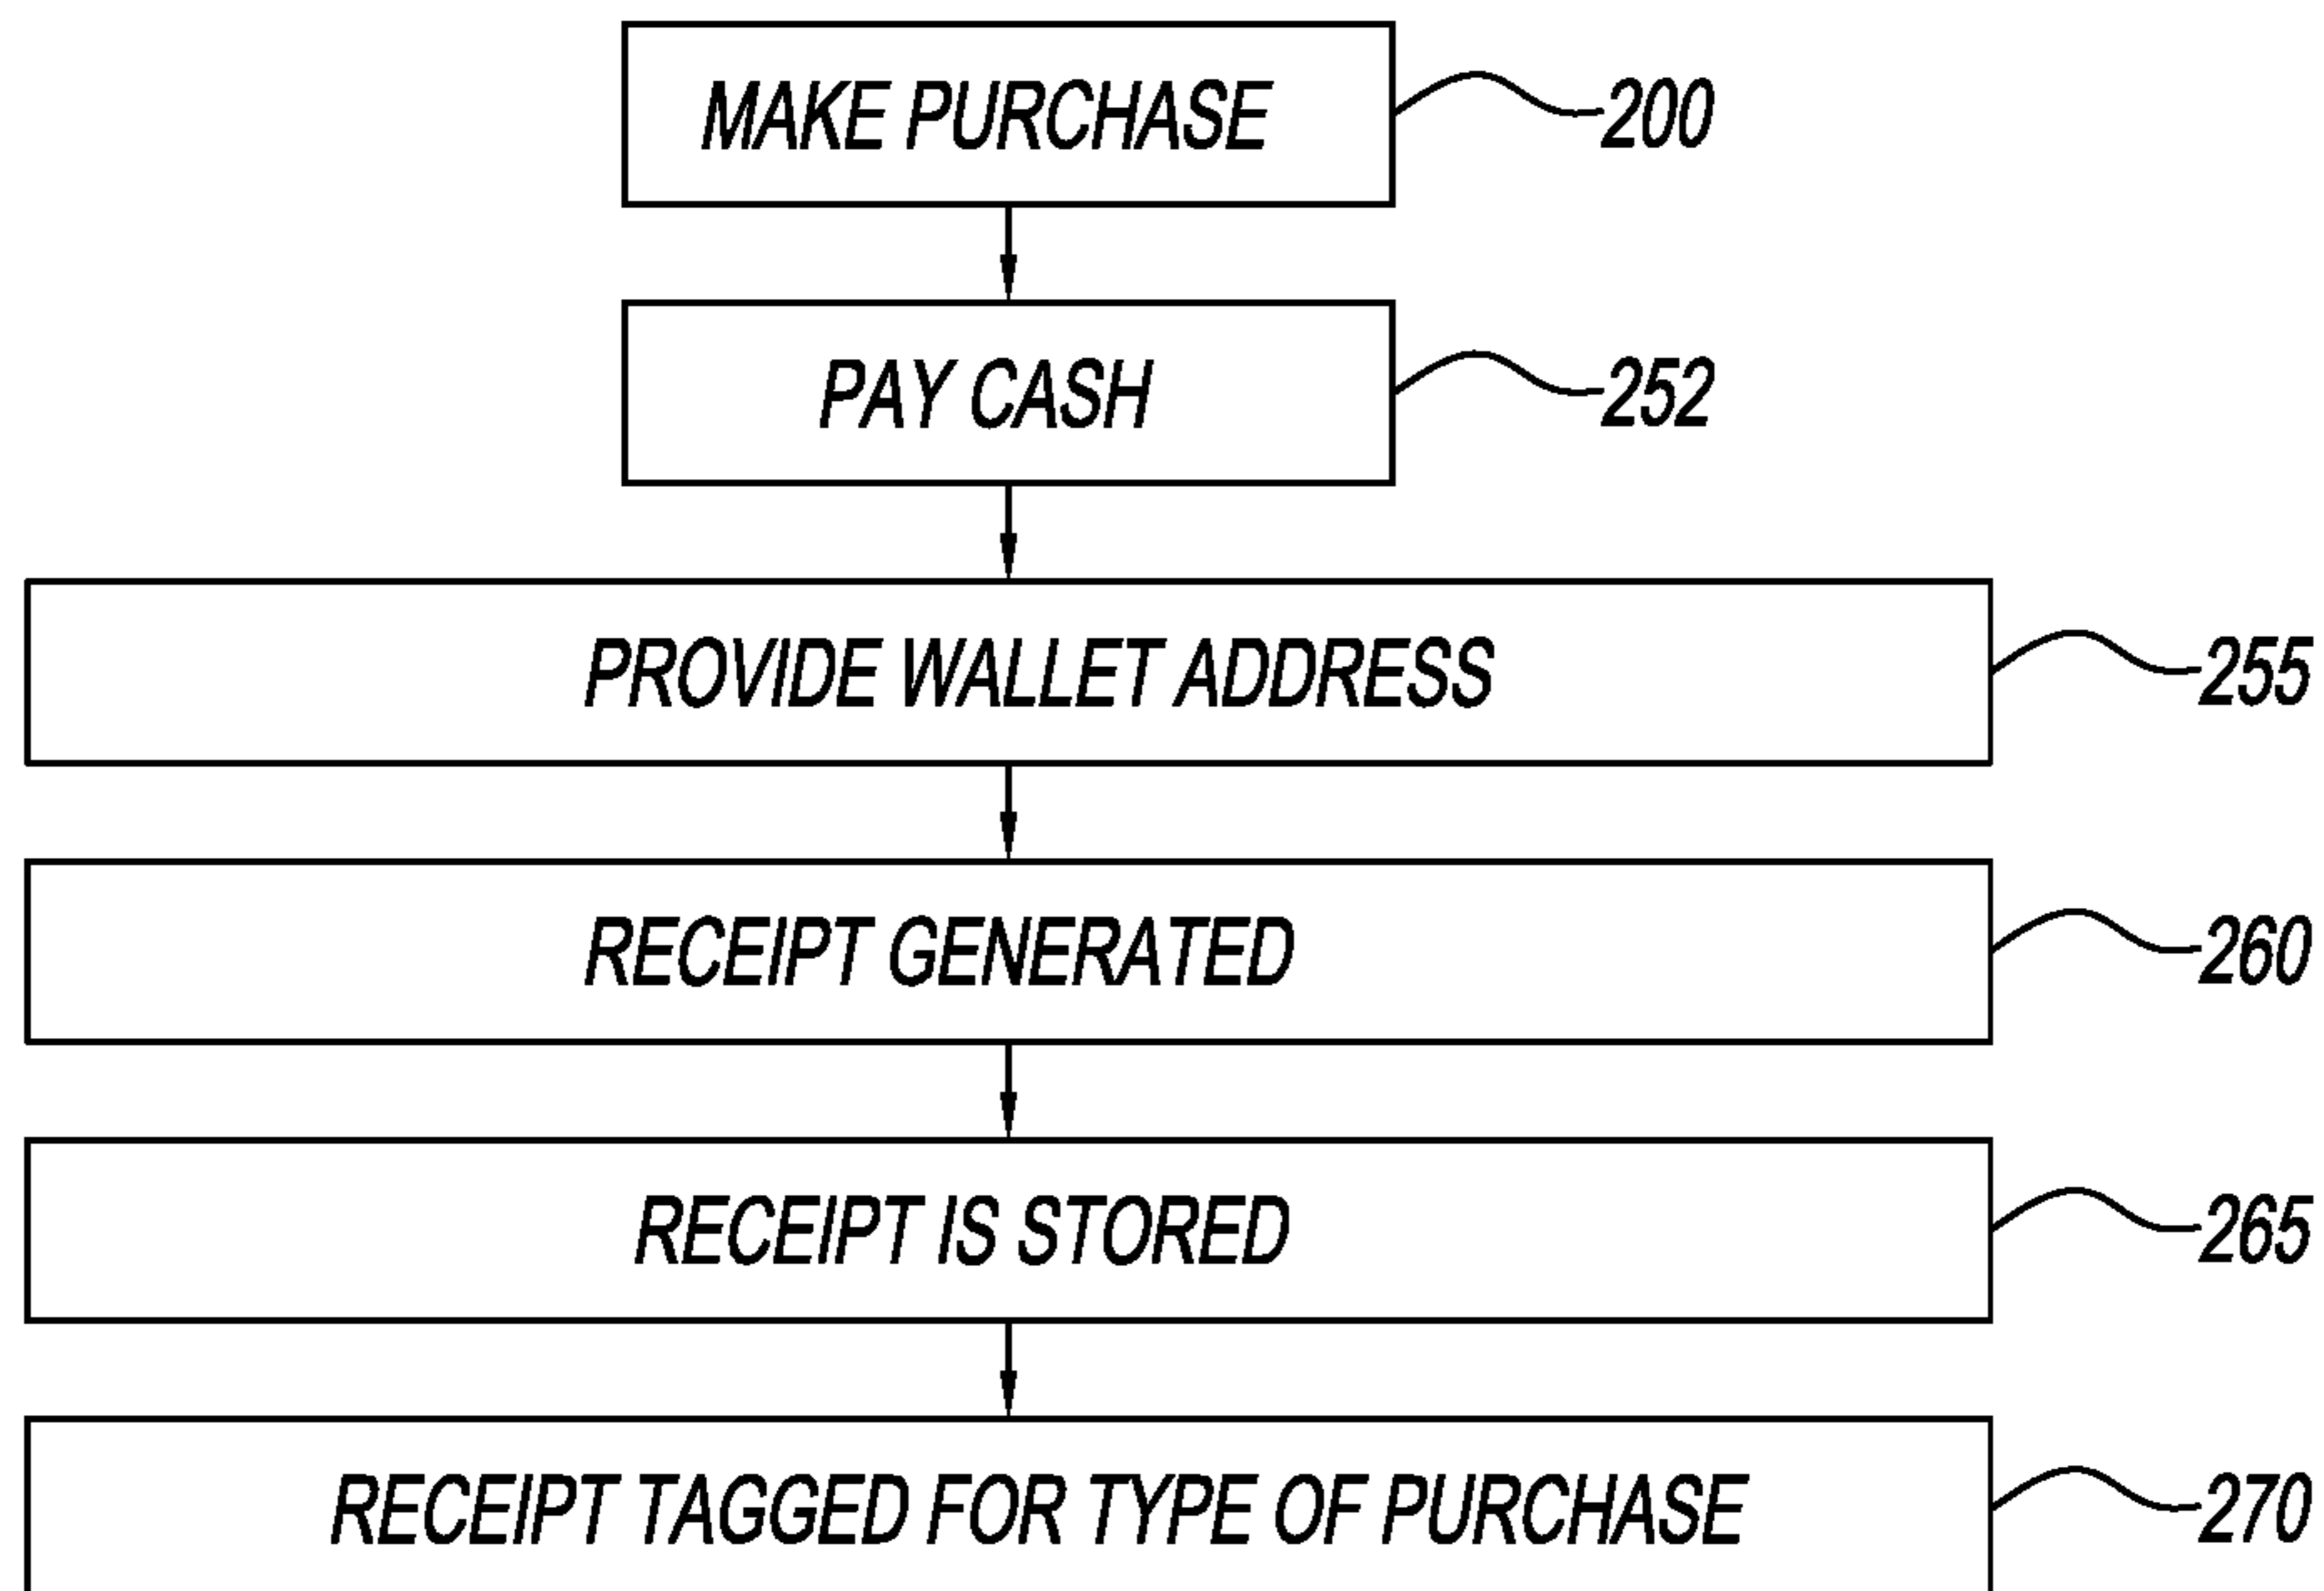 MAKE PURCHASE 200
PAY CASH 252
PROVIDE WALLET ADDRESS 255
RECEIPT GENERATED 260
RECEIPT IS STORED 265
RECEIPT TAGGED FOR TYPE OF PURCHASE 270